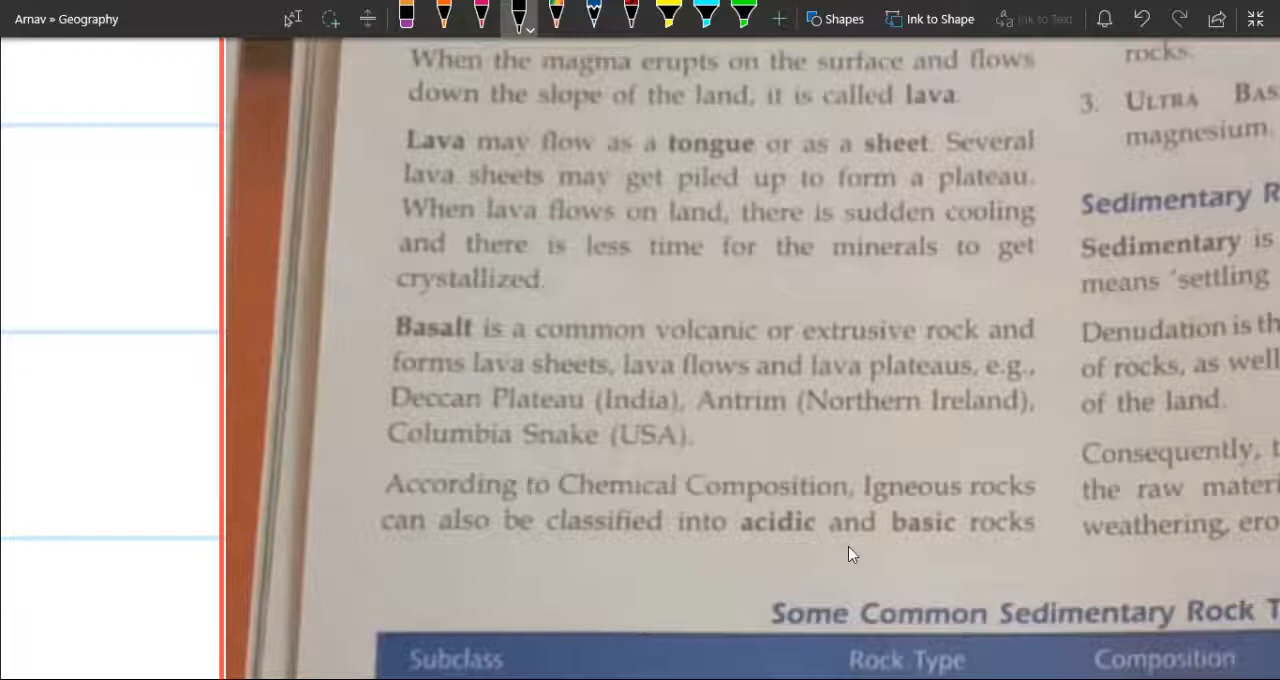 Arnav » Geography
Shapes
Ink to Shape
Ink to Text
When the magma erupts on the surface and flows
down the slope of the land, it is called lava.
Lava may flow as a tongue or as a sheet. Several
lava sheets may get piled up to form a plateau.
When lava flows on land, there is sudden cooling
and there is less time for the minerals to get
crystallized.
Basalt is a common volcanic or extrusive rock and
forms lava sheets, lava flows and lava plateaus, e.g.,
Deccan Plateau (India), Antrim (Northern Ireland),
Columbia Snake (USA).
According to Chemical Composition, Igneous rocks
can also be classified into acidic and basic rocks
rocks.
3. ULTRA BAS
magnesium.
Sedimentary R
Sedimentary is
means 'settling
Denudation is th
of rocks, as well
of the land.
Consequently, t
the raw materi
weathering, ero
Some Common Sedimentary Rock T
Subclass Rock Type Composition